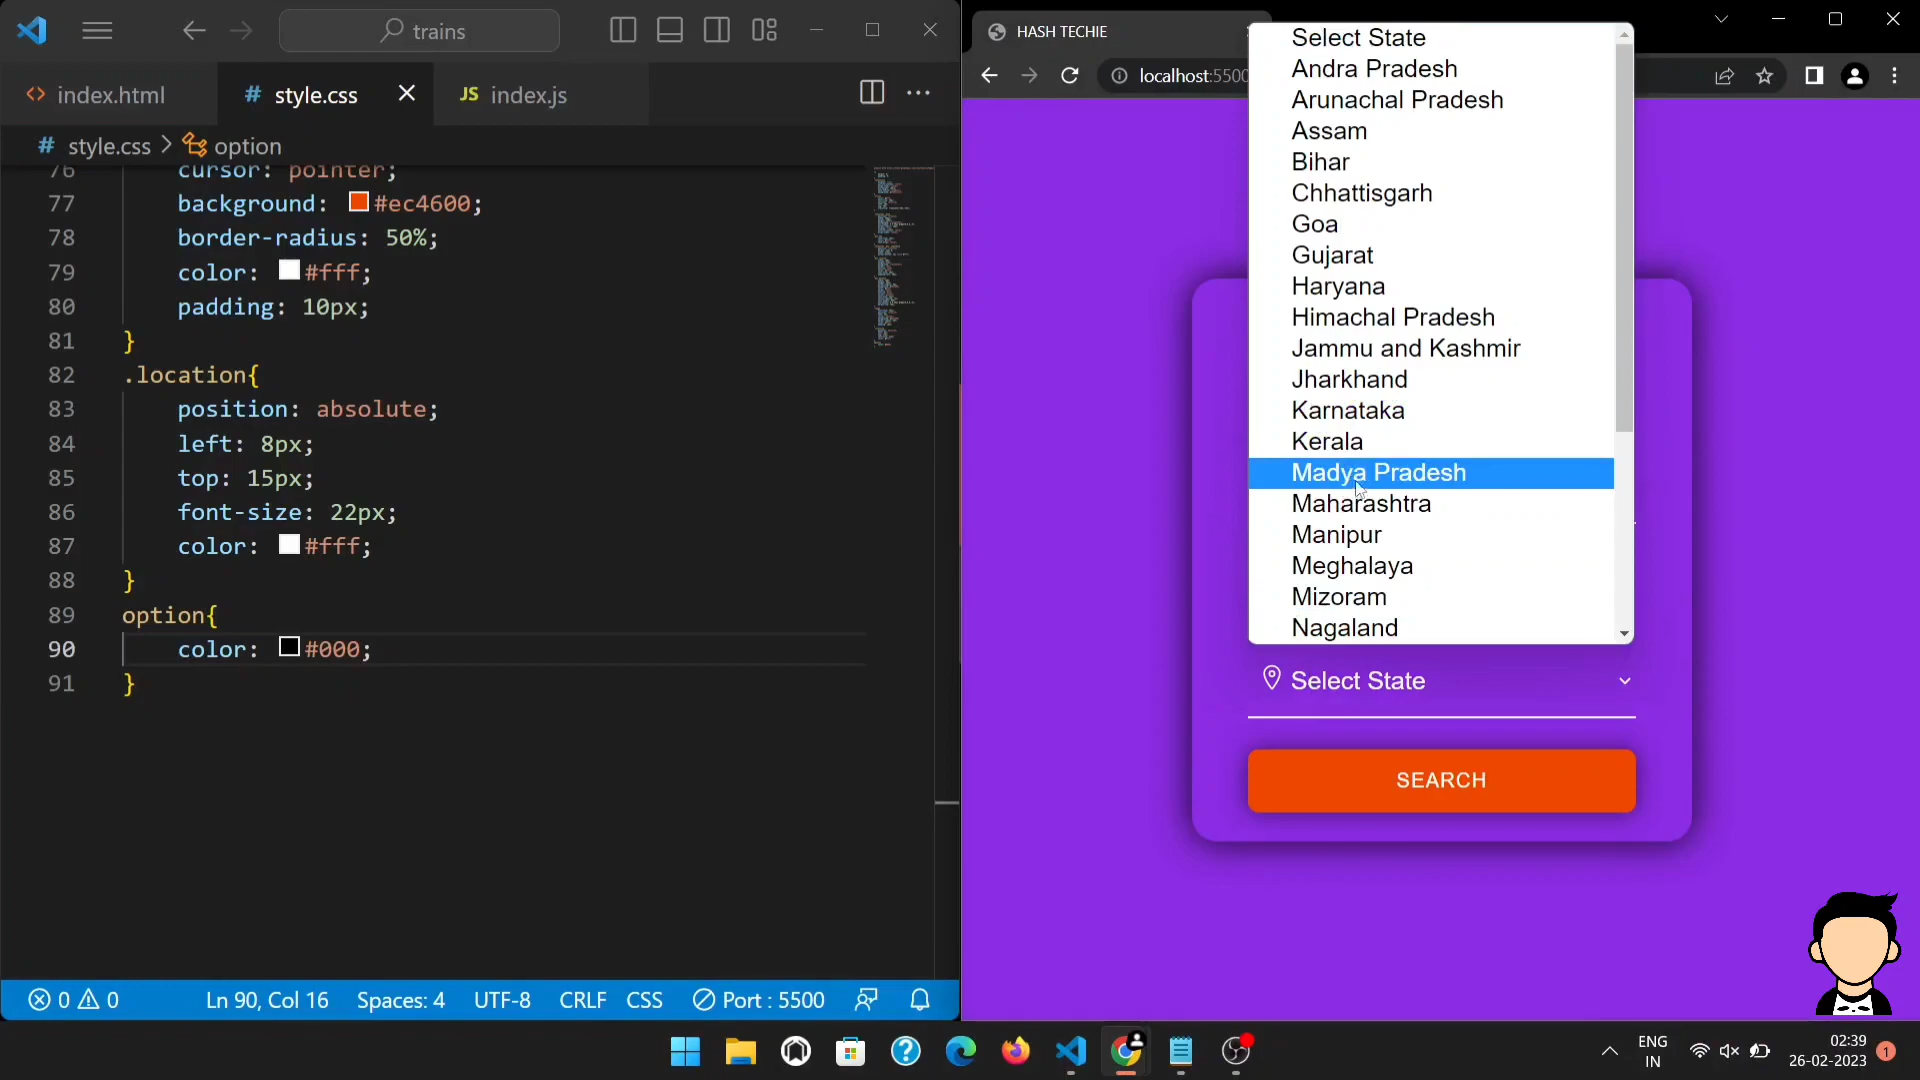 trains
index.html
# style.css
JS index.js
# style.css > option
76 cursor: pointer;
77 background: #ec4600;
78 border-radius: 50%;
79 color: #fff;
80 padding: 10px;
81 }
82 .location{
83 position: absolute;
84 left: 8px;
85 top: 15px;
86 font-size: 22px;
87 color: #fff;
88 }
89 option{
90 color: #000;
91 }
0 0 Ln 90, Col 16 Spaces: 4 UTF-8 CRLF CSS Port : 5500
HASH TECHIE
localhost:5500
Select State
Andra Pradesh
Arunachal Pradesh
Assam
Bihar
Chhattisgarh
Goa
Gujarat
Haryana
Himachal Pradesh
Jammu and Kashmir
Jharkhand
Karnataka
Kerala
Madya Pradesh
Maharashtra
Manipur
Meghalaya
Mizoram
Nagaland
Select State
SEARCH
ENG
IN
02:39
26-02-2023
1